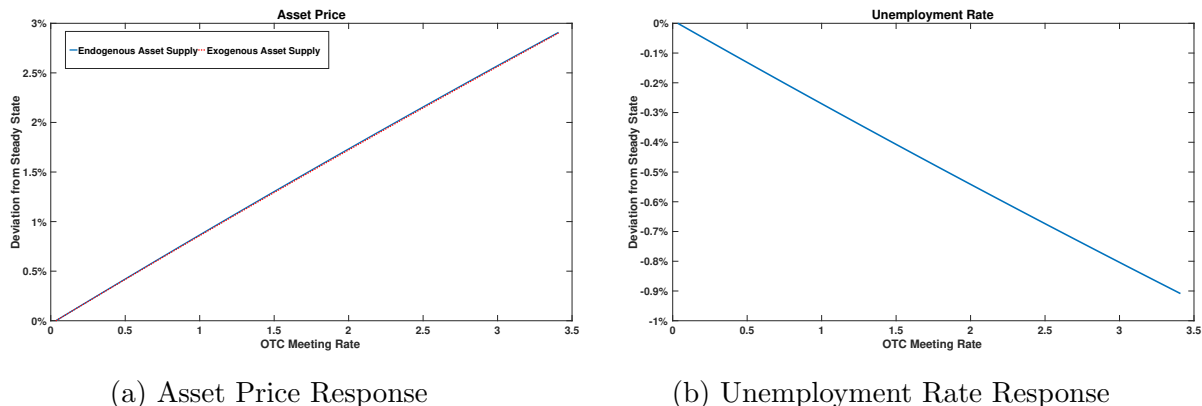 Asset Price
3%
2.5%
2%
1.5%
1%
0.5%
0%
Deviation from Steady State
Endogenous Asset Supply Exogenous Asset Supply
0 0.5 1 1.5 2 2.5 3 3.5
OTC Meeting Rate
(a) Asset Price Response
Unemployment Rate
0%
-0.1%
-0.2%
-0.3%
-0.4%
-0.5%
-0.6%
-0.7%
-0.8%
-0.9%
-1%
Deviation from Steady State
0 0.5 1 1.5 2 2.5 3 3.5
OTC Meeting Rate
(b) Unemployment Rate Response